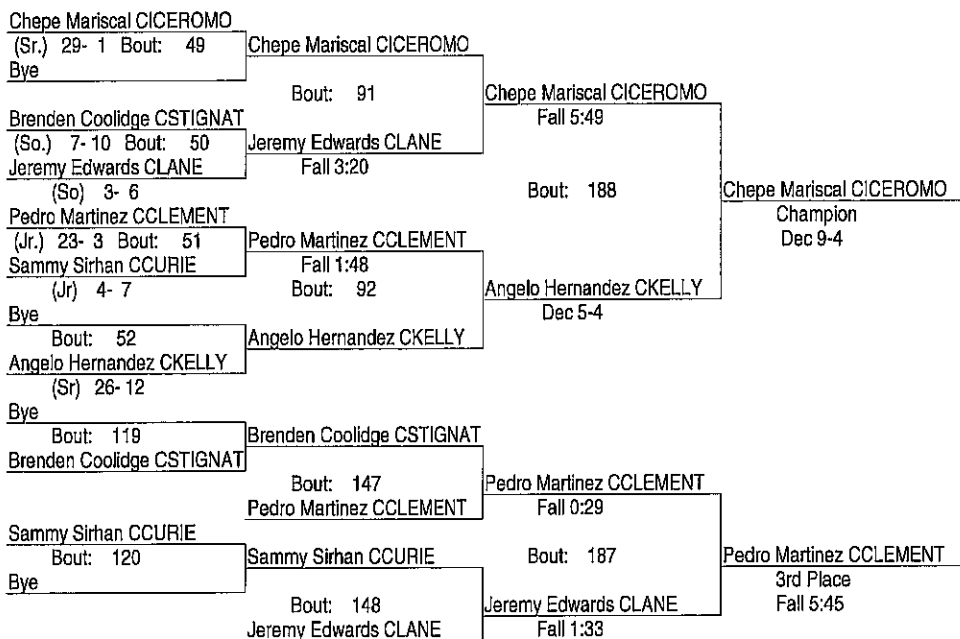 Chepe Mariscal CICEROMO
(Sr.) 29- 1 Bout: 49
Bye
Chepe Mariscal CICEROMO
Bout: 91
Brenden Coolidge CSTIGNAT
(So.) 7- 10 Bout: 50
Jeremy Edwards CLANE
(So) 3- 6
Jeremy Edwards CLANE
Fall 3:20
Chepe Mariscal CICEROMO
Fall 5:49
Bout: 188
Pedro Martinez CCLEMENT
(Jr.) 23- 3 Bout: 51
Sammy Sirhan CCURIE
(Jr) 4- 7
Pedro Martinez CCLEMENT
Fall 1:48
Bout: 92
Bye
Bout: 52
Angelo Hernandez CKELLY
(Sr) 26- 12
Angelo Hernandez CKELLY
Angelo Hernandez CKELLY
Dec 5-4
Chepe Mariscal CICEROMO
Champion
Dec 9-4
Bye
Bout: 119
Brenden Coolidge CSTIGNAT
Brenden Coolidge CSTIGNAT
Bout: 147
Pedro Martinez CCLEMENT
Pedro Martinez CCLEMENT
Fall 0:29
Bout: 187
Sammy Sirhan CCURIE
Bout: 120
Bye
Sammy Sirhan CCURIE
Bout: 148
Jeremy Edwards CLANE
Jeremy Edwards CLANE
Fall 1:33
Pedro Martinez CCLEMENT
3rd Place
Fall 5:45